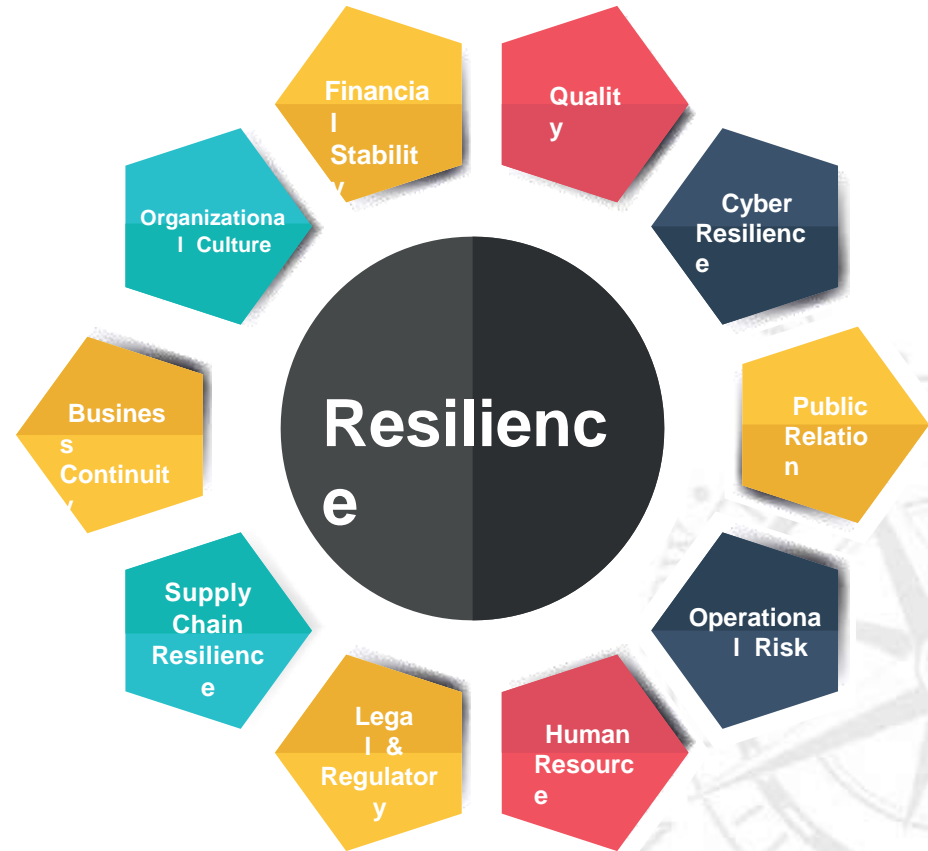 Financia
l
Stabilit
y
Qualit
y
Cyber
Resilienc
e
Public
Relatio
n
Operationa
l Risk
Human
Resourc
e
Lega
l &
Regulator
y
Supply
Chain
Resilienc
e
Busines
s
Continuit
y
Organizationa
l Culture
Resilienc
e